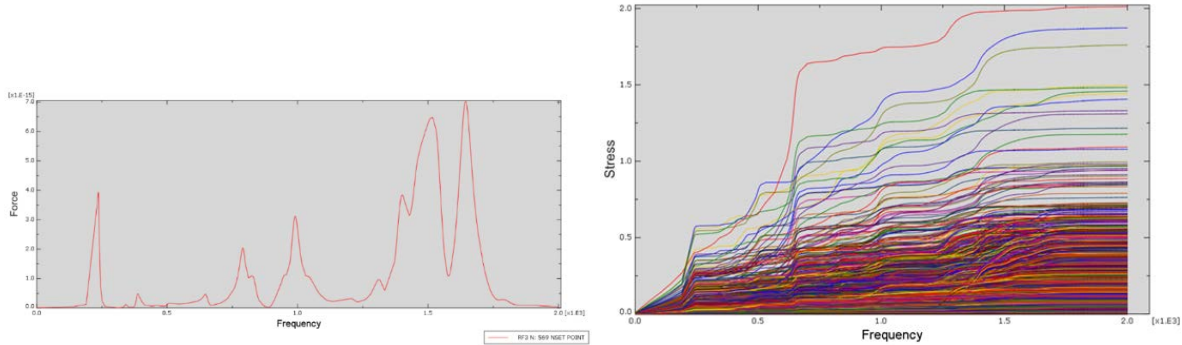 [x1.E-15]
7.0
6.0
5.0
4.0
3.0
2.0
1.0
0.0
Force
0.0 0.5 1.0 1.5 2.0 [x1.E3]
Frequency
RF3 N: 569 NSET POINT
2.0
1.5
1.0
0.5
0.0
Stress
0.0 0.5 1.0 1.5 2.0
[x1.E3]
Frequency